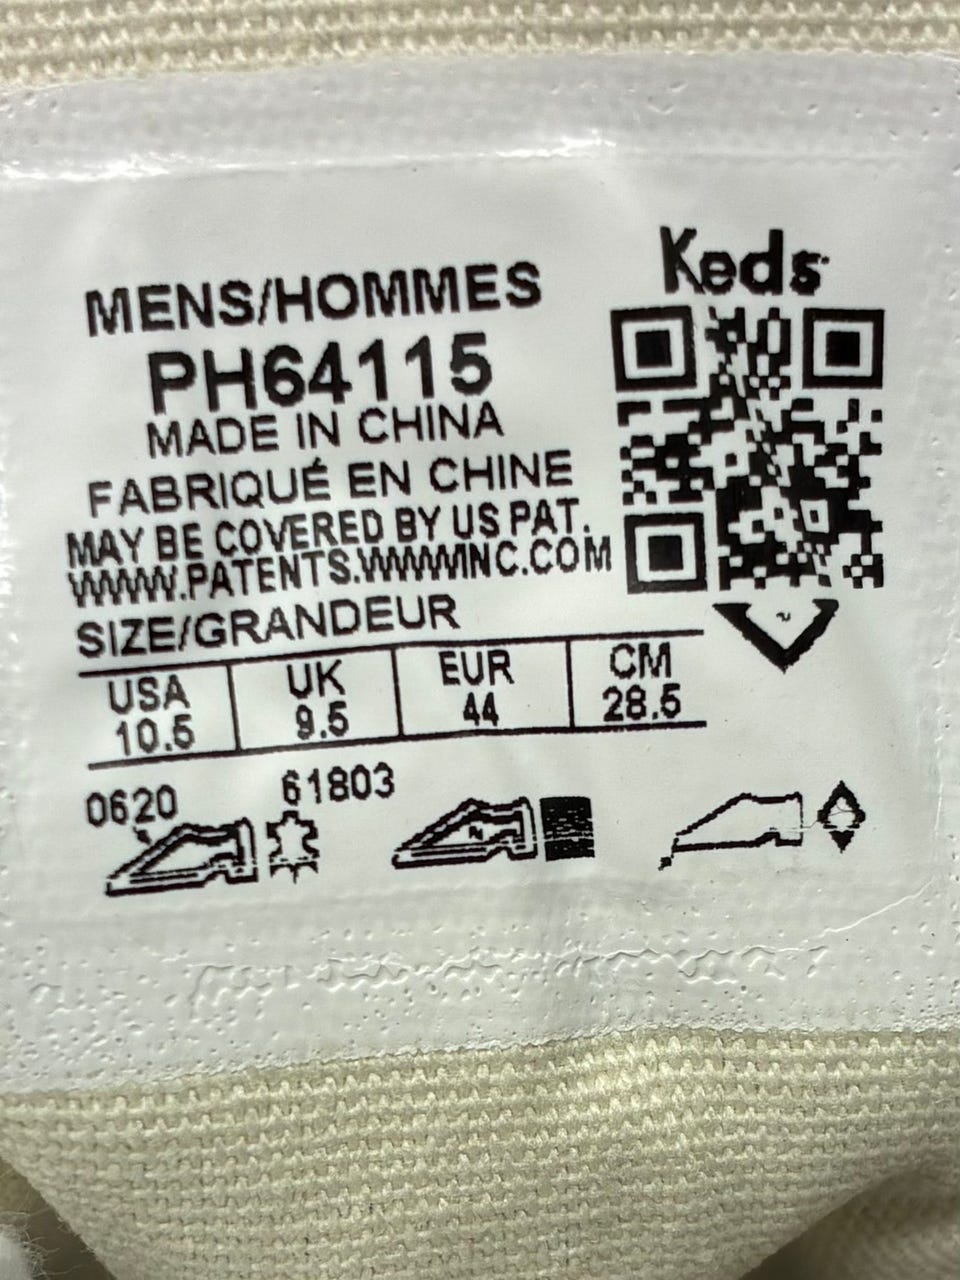 Keds
MENS/HOMMES
PH64115
MADE IN CHINA
FABRIQUÉ EN CHINE
MAY BE COVERED BY US PAT.
WWW.PATENTS.WWWINC.COM
SIZE/GRANDEUR
USA UK EUR CM
10.5 9.5 44 28.5
0620 61803